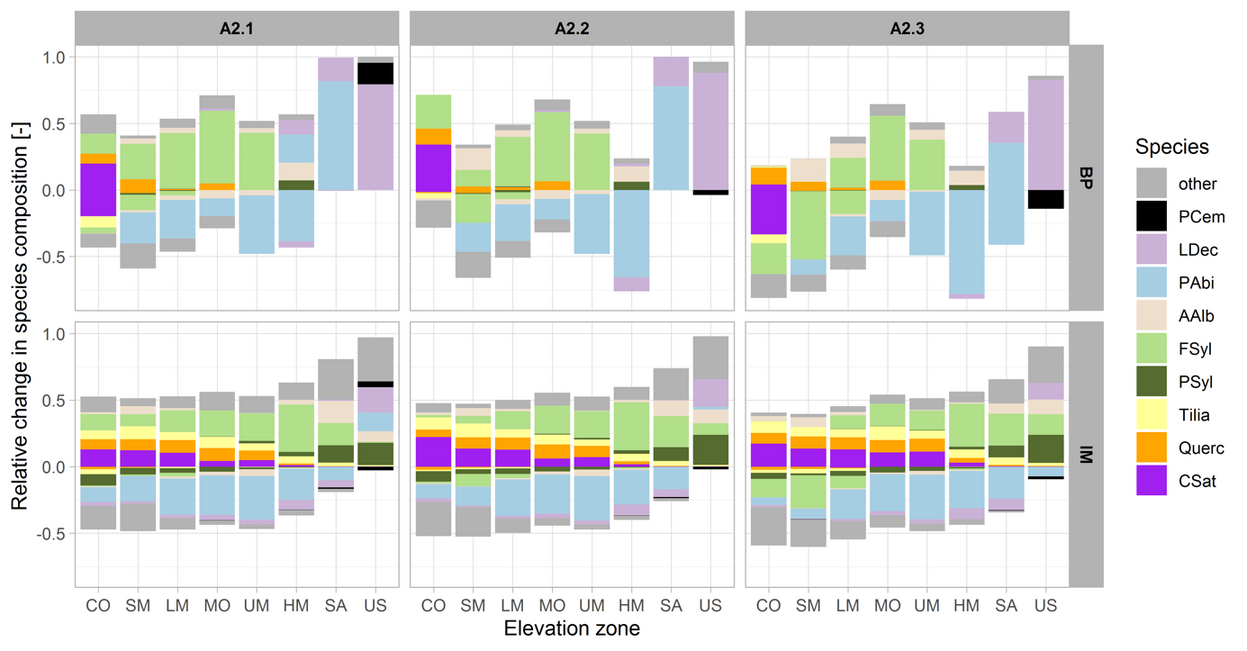 A2.1 A2.2 A2.3
Relative change in species composition [-]
1.0
0.5
0.0
-0.5
BP
1.0
0.5
0.0
-0.5
IM
CO SM LM MO UM HM SA US CO SM LM MO UM HM SA US CO SM LM MO UM HM SA US
Elevation zone
Species
other
PCem
LDec
PAbi
AAlb
FSyl
PSyl
Tilia
Querc
CSat